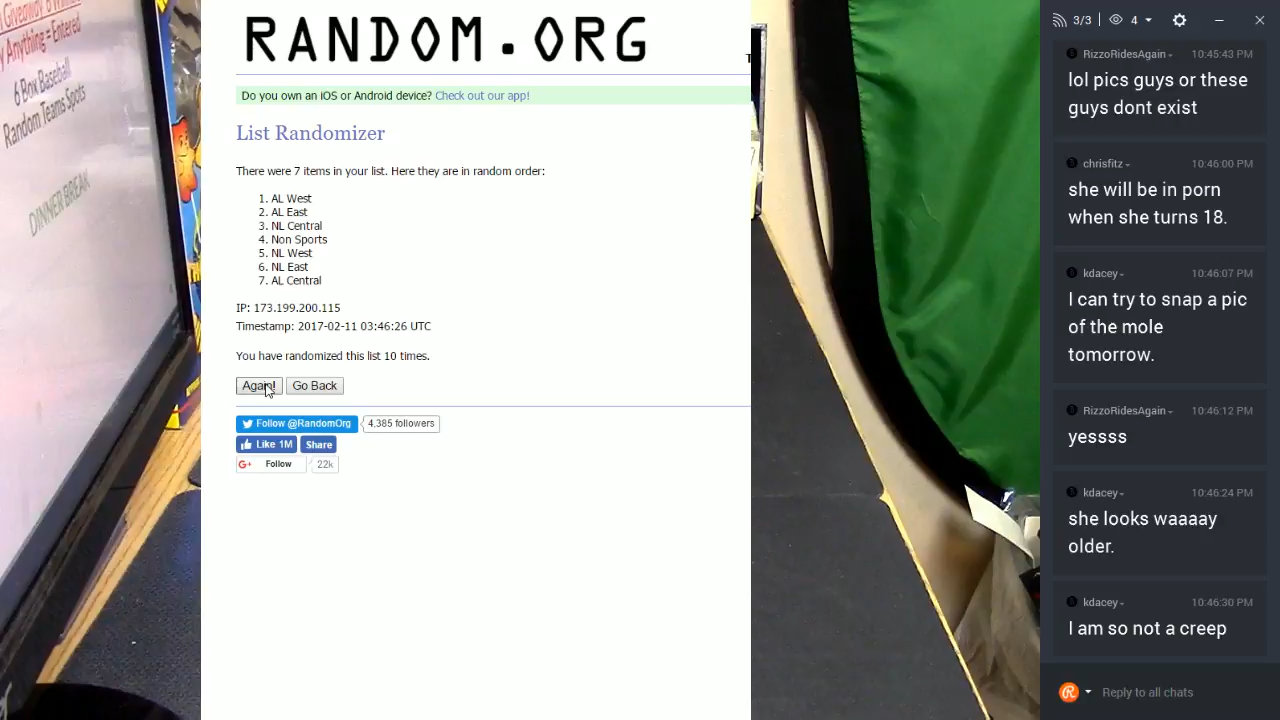 Giveaway
Anything = Entered
6 Box Baseball
Random Teams Spots
DINNER BREAK
RANDOM.ORG
Do you own an iOS or Android device? Check out our app!
List Randomizer
There were 7 items in your list. Here they are in random order:
1. AL West
2. AL East
3. NL Central
4. Non Sports
5. NL West
6. NL East
7. AL Central
IP: 173.199.200.115
Timestamp: 2017-02-11 03:46:26 UTC
You have randomized this list 10 times.
Again! Go Back
Follow @RandomOrg 4,385 followers
Like 1M Share
G+ Follow 22k
3/3 4
RizzoRidesAgain 10:45:43 PM
lol pics guys or these
guys dont exist
chrisfitz 10:46:00 PM
she will be in porn
when she turns 18.
kdacey 10:46:07 PM
I can try to snap a pic
of the mole
tomorrow.
RizzoRidesAgain 10:46:12 PM
yessss
kdacey 10:46:24 PM
she looks waaaay
older.
kdacey 10:46:30 PM
I am so not a creep
Reply to all chats